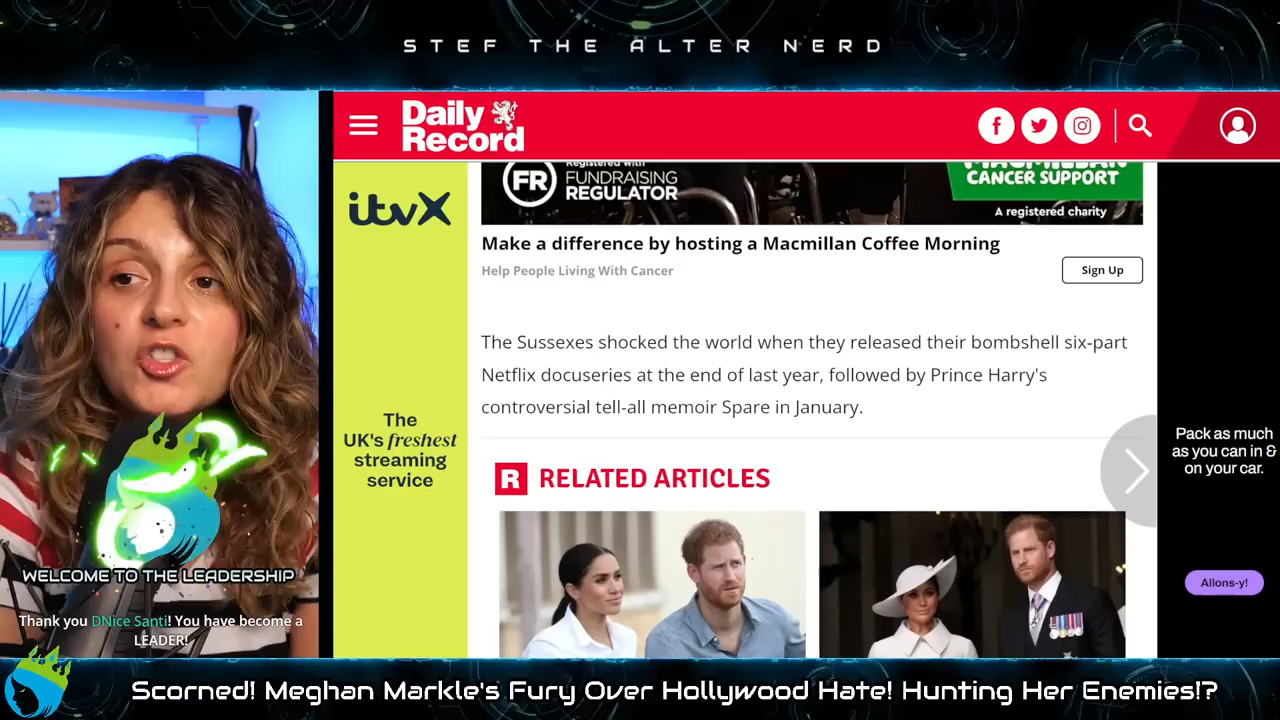 STEF THE ALTER NERD
Daily
Record
itvX
The
UK's freshest
streaming
service
FR
Registered with
FUNDRAISING
REGULATOR
MACMILLAN
CANCER SUPPORT
A registered charity
Make a difference by hosting a Macmillan Coffee Morning
Help People Living With Cancer
Sign Up
The Sussexes shocked the world when they released their bombshell six-part
Netflix docuseries at the end of last year, followed by Prince Harry's
controversial tell-all memoir Spare in January.
R RELATED ARTICLES
Pack as much
as you can in &
on your car.
Allons-y!
WELCOME TO THE LEADERSHIP
Thank you DNice Santi! You have become a
LEADER!
Scorned! Meghan Markle's Fury Over Hollywood Hate! Hunting Her Enemies!?